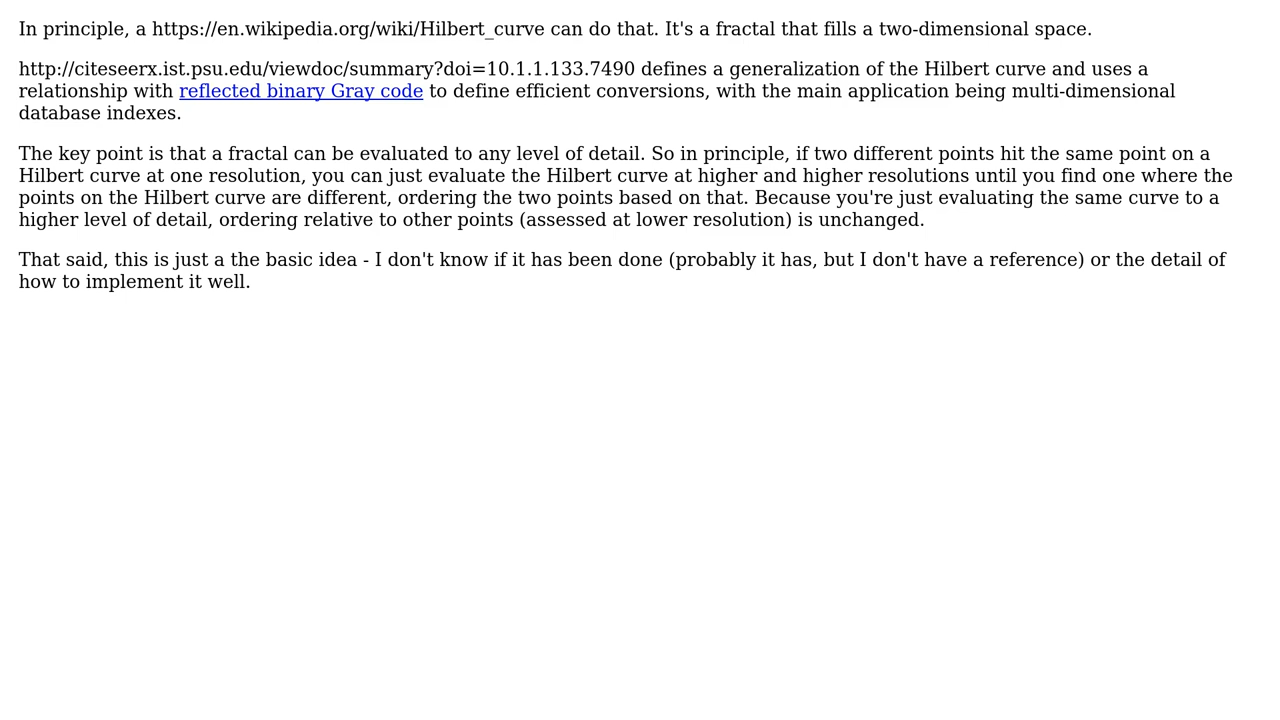 In principle, a https://en.wikipedia.org/wiki/Hilbert_curve can do that. It's a fractal that fills a two-dimensional space.
http://citeseerx.ist.psu.edu/viewdoc/summary?doi=10.1.1.133.7490 defines a generalization of the Hilbert curve and uses a
relationship with reflected binary Gray code to define efficient conversions, with the main application being multi-dimensional
database indexes.
The key point is that a fractal can be evaluated to any level of detail. So in principle, if two different points hit the same point on a
Hilbert curve at one resolution, you can just evaluate the Hilbert curve at higher and higher resolutions until you find one where the
points on the Hilbert curve are different, ordering the two points based on that. Because you're just evaluating the same curve to a
higher level of detail, ordering relative to other points (assessed at lower resolution) is unchanged.
That said, this is just a the basic idea - I don't know if it has been done (probably it has, but I don't have a reference) or the detail of
how to implement it well.